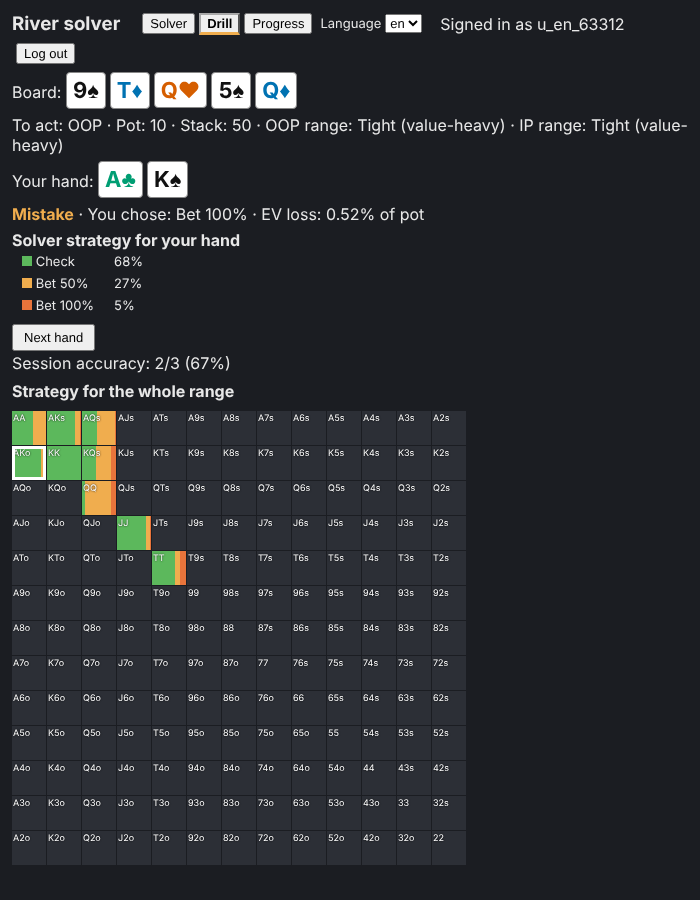 River solver Solver Drill Progress Language en Signed in as u_en_63312
Log out
Board: 9♠ T♦ Q♥ 5♠ Q♦
To act: OOP · Pot: 10 · Stack: 50 · OOP range: Tight (value-heavy) · IP range: Tight (value-
heavy)
Your hand: A♣ K♠
Mistake · You chose: Bet 100% · EV loss: 0.52% of pot
Solver strategy for your hand
Check 68%
Bet 50% 27%
Bet 100% 5%
Next hand
Session accuracy: 2/3 (67%)
Strategy for the whole range
AA AKs AQs AJs ATs A9s A8s A7s A6s A5s A4s A3s A2s
AKo KK KQs KJs KTs K9s K8s K7s K6s K5s K4s K3s K2s
AQo KQo QQ QJs QTs Q9s Q8s Q7s Q6s Q5s Q4s Q3s Q2s
AJo KJo QJo JJ JTs J9s J8s J7s J6s J5s J4s J3s J2s
ATo KTo QTo JTo TT T9s T8s T7s T6s T5s T4s T3s T2s
A9o K9o Q9o J9o T9o 99 98s 97s 96s 95s 94s 93s 92s
A8o K8o Q8o J8o T8o 98o 88 87s 86s 85s 84s 83s 82s
A7o K7o Q7o J7o T7o 97o 87o 77 76s 75s 74s 73s 72s
A6o K6o Q6o J6o T6o 96o 86o 76o 66 65s 64s 63s 62s
A5o K5o Q5o J5o T5o 95o 85o 75o 65o 55 54s 53s 52s
A4o K4o Q4o J4o T4o 94o 84o 74o 64o 54o 44 43s 42s
A3o K3o Q3o J3o T3o 93o 83o 73o 63o 53o 43o 33 32s
A2o K2o Q2o J2o T2o 92o 82o 72o 62o 52o 42o 32o 22